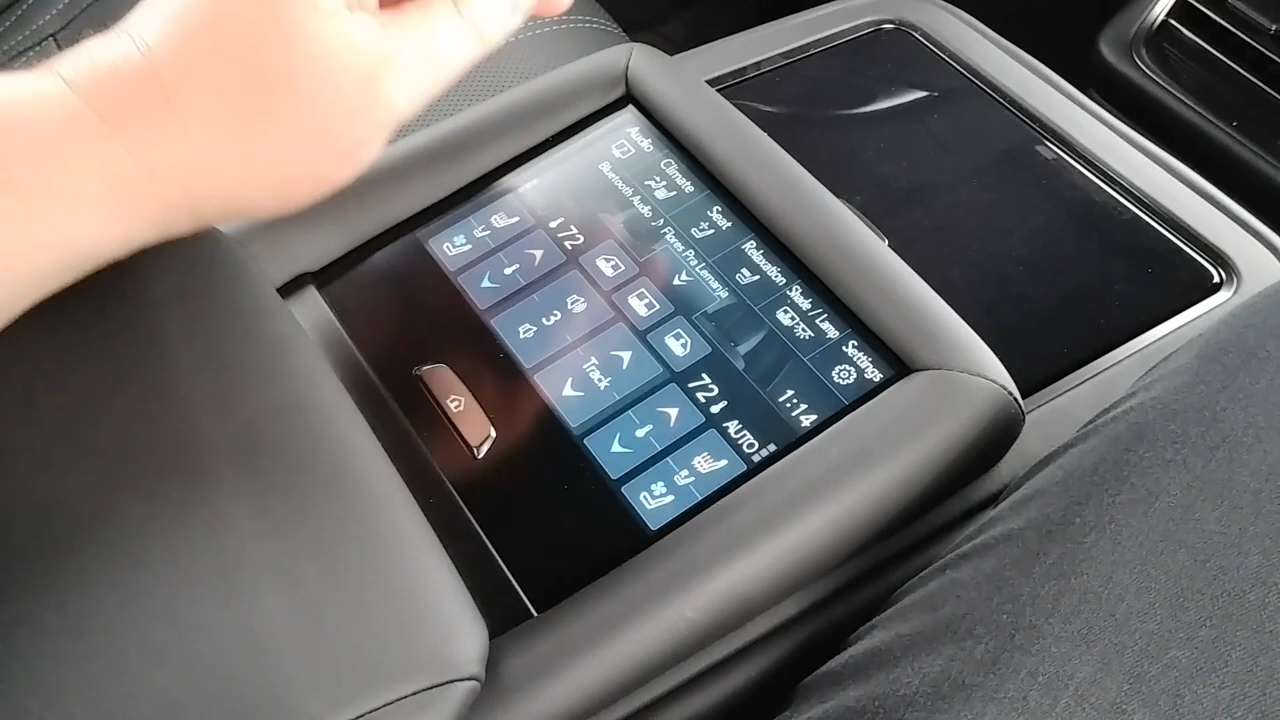 Audio
Climate
Seat
Relaxation
Shade / Lamp
Settings
Bluetooth Audio ♪ Flores Pra Lemanja
1:14
72
72
AUTO
3
Track